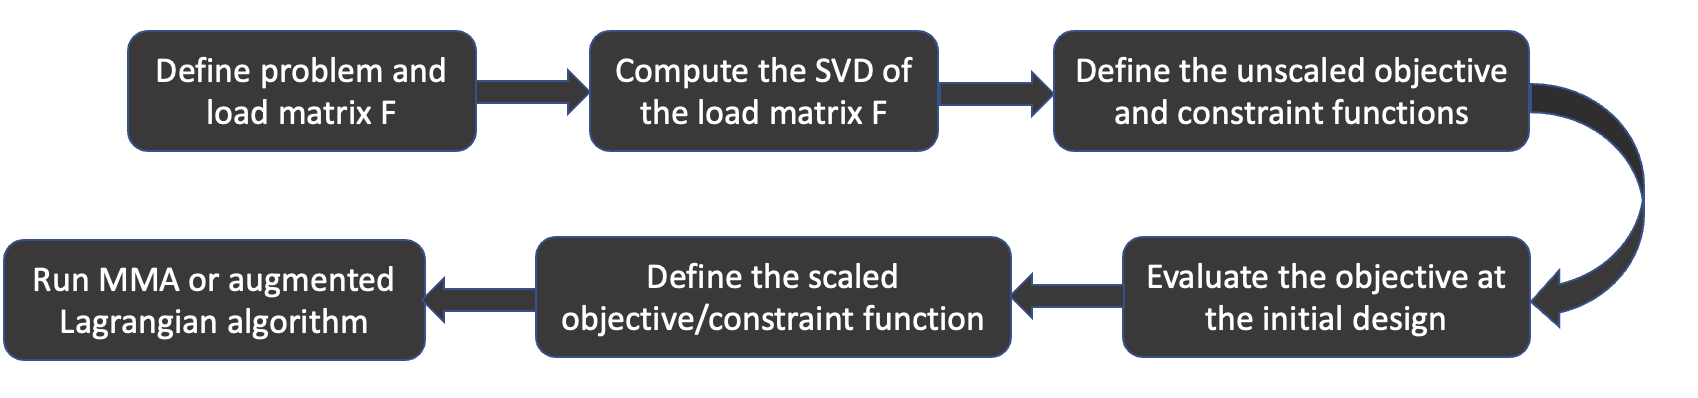 Define problem and
load matrix F
Compute the SVD of
the load matrix F
Define the unscaled objective
and constraint functions
Evaluate the objective at
the initial design
Define the scaled
objective/constraint function
Run MMA or augmented
Lagrangian algorithm